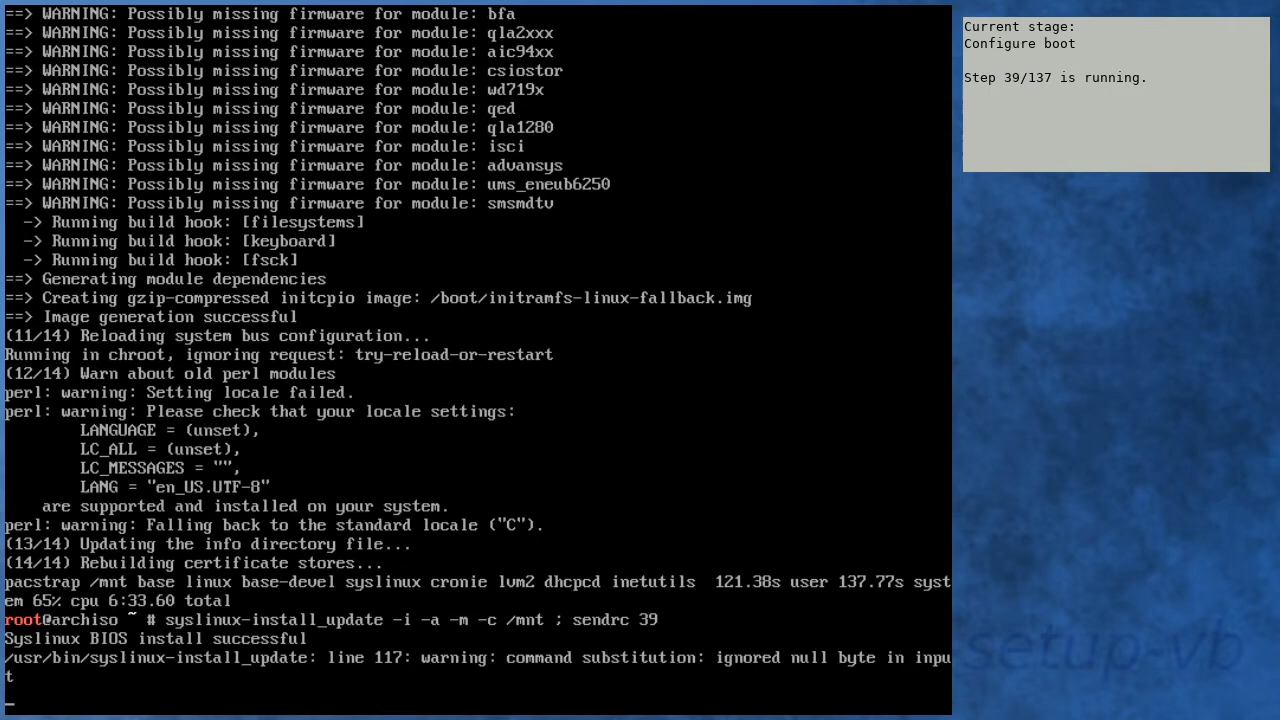 ==> WARNING: Possibly missing firmware for module: bfa
==> WARNING: Possibly missing firmware for module: qla2xxx
==> WARNING: Possibly missing firmware for module: aic94xx
==> WARNING: Possibly missing firmware for module: csiostor
==> WARNING: Possibly missing firmware for module: wd719x
==> WARNING: Possibly missing firmware for module: qed
==> WARNING: Possibly missing firmware for module: qla1280
==> WARNING: Possibly missing firmware for module: isci
==> WARNING: Possibly missing firmware for module: advansys
==> WARNING: Possibly missing firmware for module: ums_eneub6250
==> WARNING: Possibly missing firmware for module: smsmdtv
  -> Running build hook: [filesystems]
  -> Running build hook: [keyboard]
  -> Running build hook: [fsck]
==> Generating module dependencies
==> Creating gzip-compressed initcpio image: /boot/initramfs-linux-fallback.img
==> Image generation successful
(11/14) Reloading system bus configuration...
Running in chroot, ignoring request: try-reload-or-restart
(12/14) Warn about old perl modules
perl: warning: Setting locale failed.
perl: warning: Please check that your locale settings:
        LANGUAGE = (unset),
        LC_ALL = (unset),
        LC_MESSAGES = "",
        LANG = "en_US.UTF-8"
    are supported and installed on your system.
perl: warning: Falling back to the standard locale ("C").
(13/14) Updating the info directory file...
(14/14) Rebuilding certificate stores...
pacstrap /mnt base linux base-devel syslinux cronie lvm2 dhcpcd inetutils  121.38s user 137.77s syst
em 65% cpu 6:33.60 total
root@archiso ~ # syslinux-install_update -i -a -m -c /mnt ; sendrc 39
Syslinux BIOS install successful
/usr/bin/syslinux-install_update: line 117: warning: command substitution: ignored null byte in inpu
t
Current stage:
Configure boot
Step 39/137 is running.
setup-vb